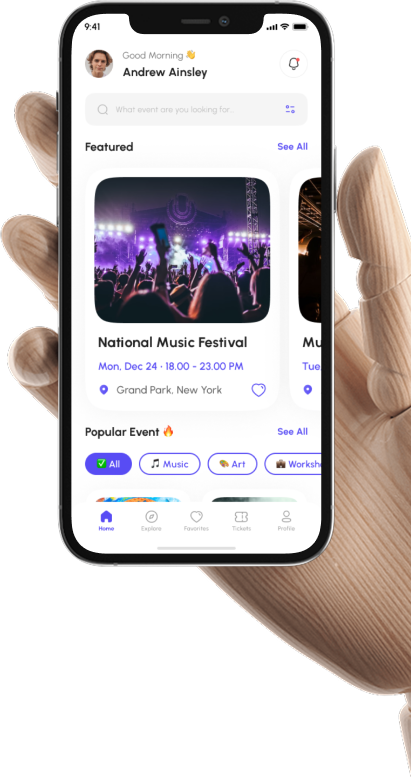 9:41
Good Morning 👋
Andrew Ainsley
What event are you looking for..
Featured
See All
National Music Festival
Mu
Mon, Dec 24 · 18.00 - 23.00 PM
Tue,
Grand Park, New York
Popular Event 🔥
See All
✅ All
🎵 Music
🎨 Art
💼 Worksho
Home
Explore
Favorites
Tickets
Profile